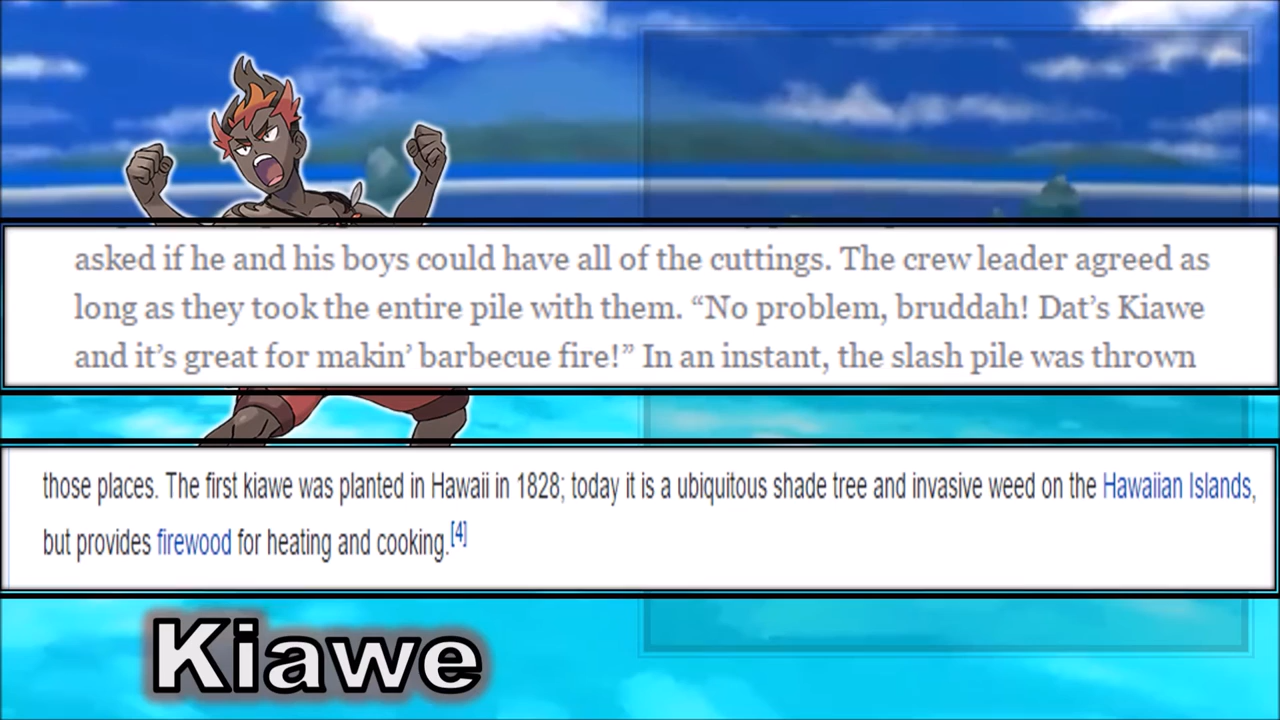 asked if he and his boys could have all of the cuttings. The crew leader agreed as
long as they took the entire pile with them. “No problem, bruddah! Dat’s Kiawe
and it’s great for makin’ barbecue fire!” In an instant, the slash pile was thrown
those places. The first kiawe was planted in Hawaii in 1828; today it is a ubiquitous shade tree and invasive weed on the Hawaiian Islands,
but provides firewood for heating and cooking.[4]
Kiawe